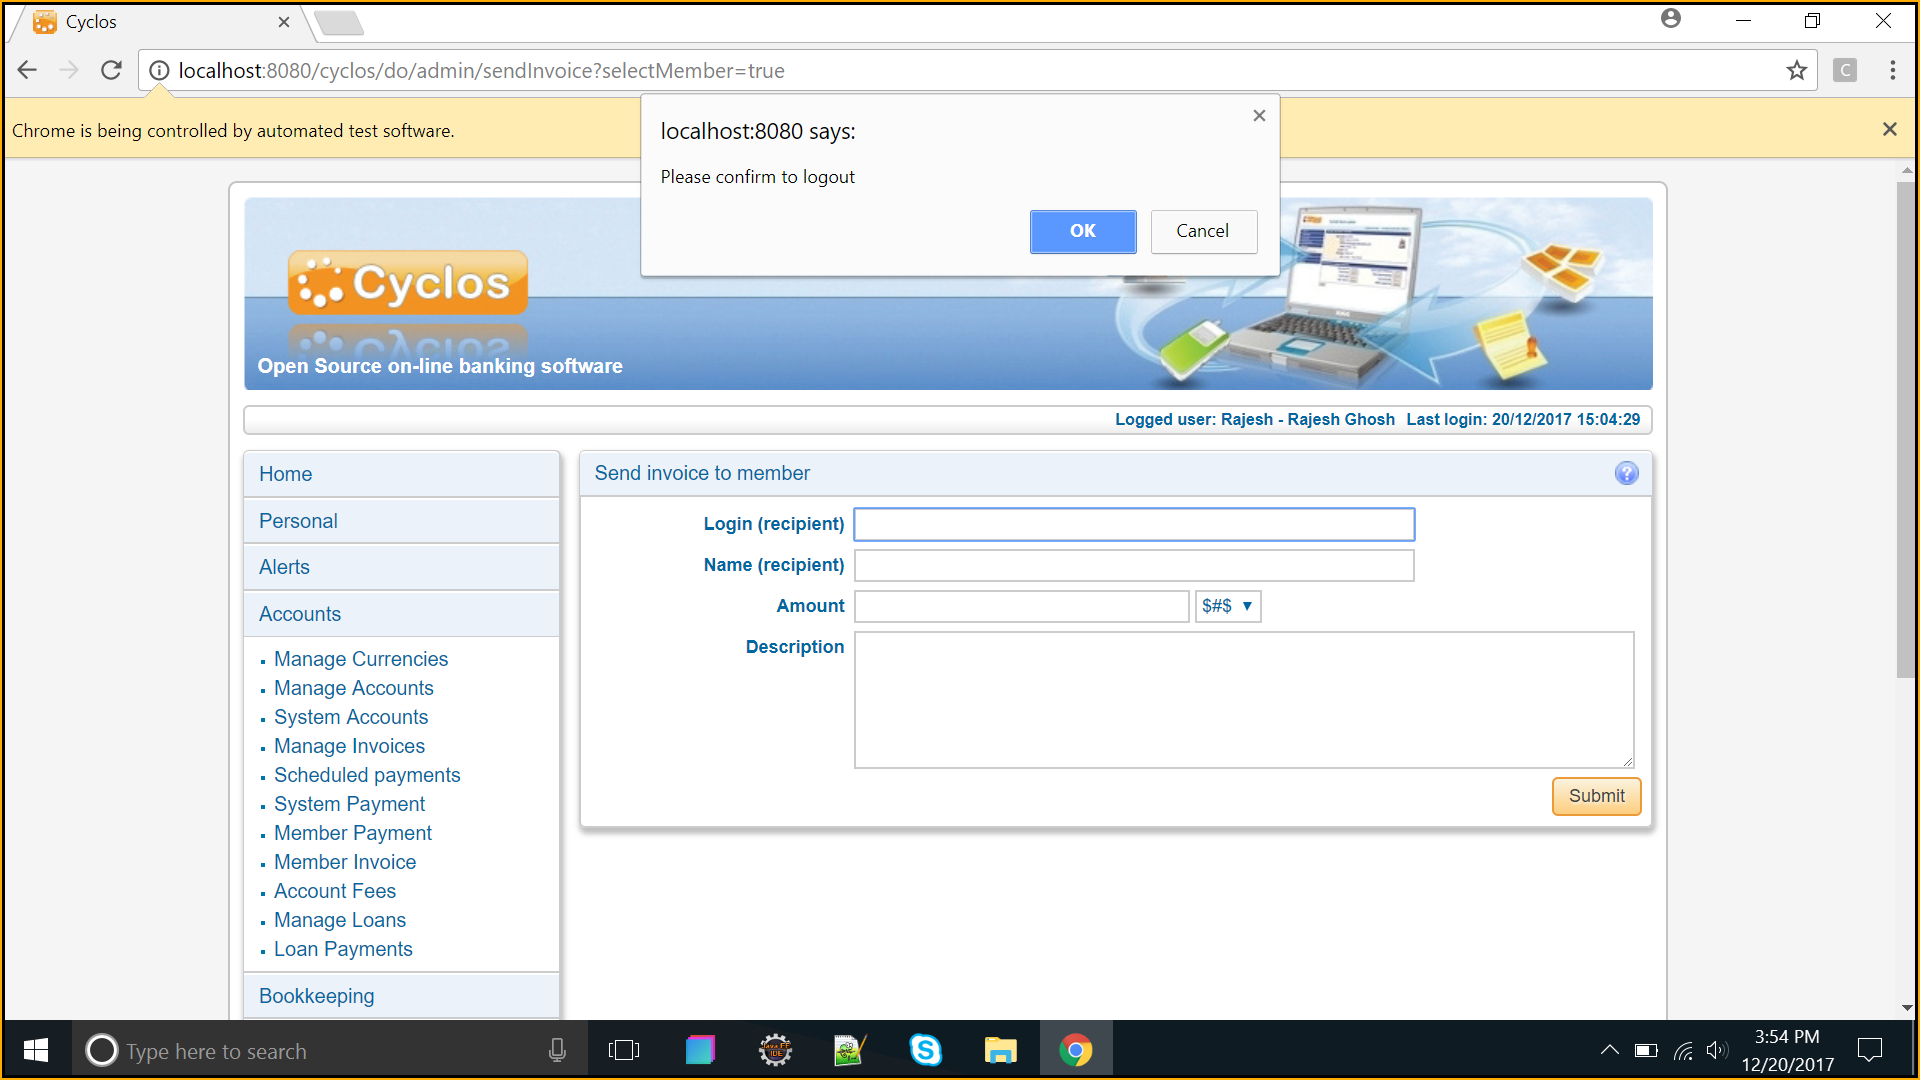 Cyclos
localhost:8080/cyclos/do/admin/sendInvoice?selectMember=true
C
Chrome is being controlled by automated test software.
localhost:8080 says:
Please confirm to logout
OK
Cancel
Cyclos
Open Source on-line banking software
Logged user: Rajesh - Rajesh Ghosh Last login: 20/12/2017 15:04:29
Home
Personal
Alerts
Accounts
Manage Currencies
Manage Accounts
System Accounts
Manage Invoices
Scheduled payments
System Payment
Member Payment
Member Invoice
Account Fees
Manage Loans
Loan Payments
Bookkeeping
Send invoice to member
?
Login (recipient)
Name (recipient)
Amount
$#$
Description
Submit
Type here to search
3:54 PM
12/20/2017